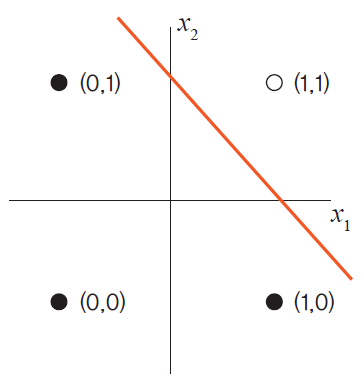 x₂
(0,1)
(1,1)
x₁
(0,0)
(1,0)